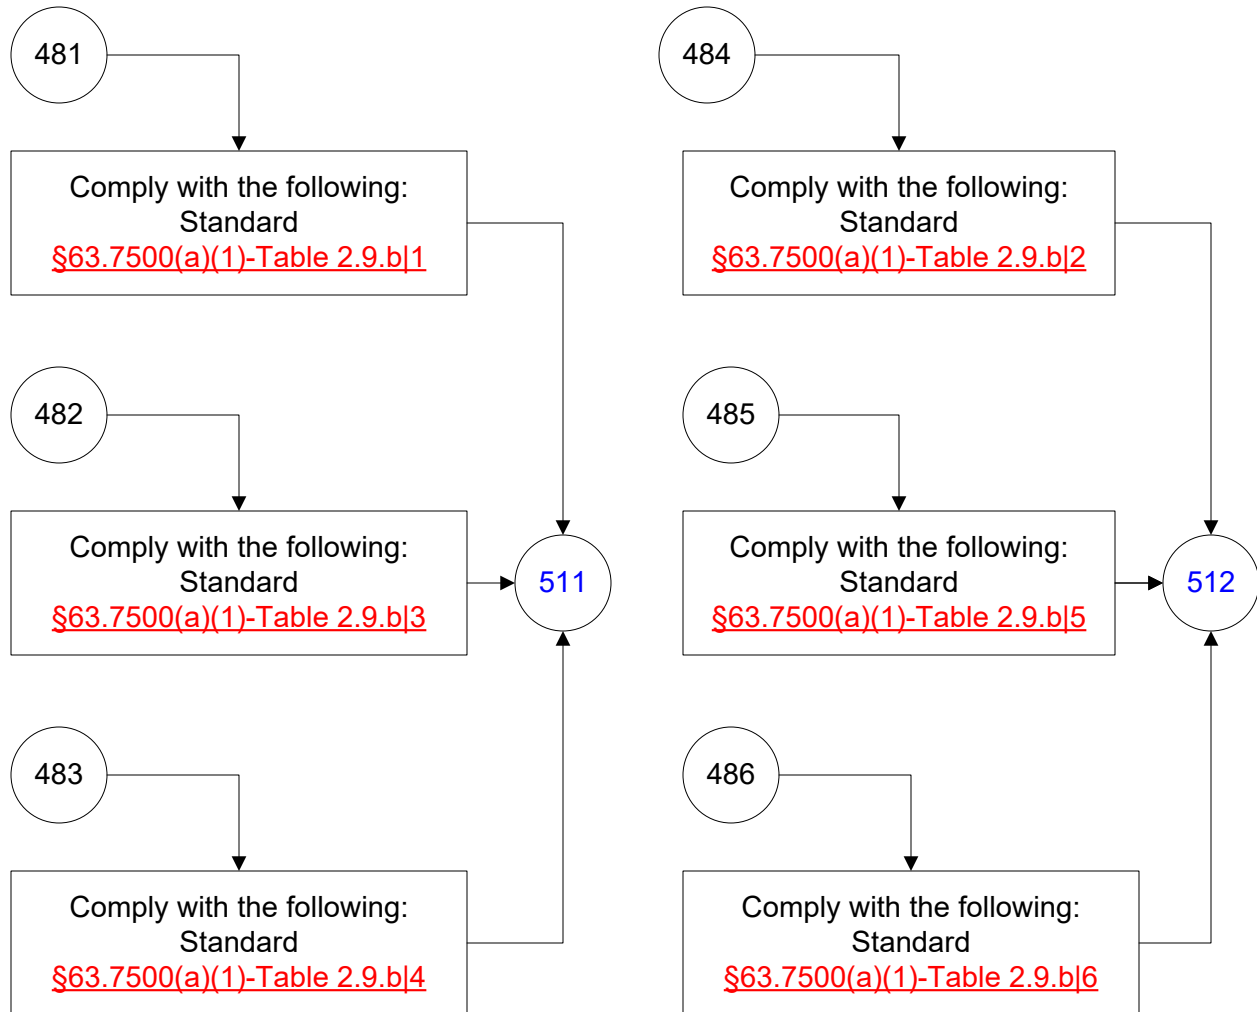 481
Comply with the following:
Standard
§63.7500(a)(1)-Table 2.9.b|1
482
Comply with the following:
Standard
§63.7500(a)(1)-Table 2.9.b|3
511
483
Comply with the following:
Standard
§63.7500(a)(1)-Table 2.9.b|4
484
Comply with the following:
Standard
§63.7500(a)(1)-Table 2.9.b|2
485
Comply with the following:
Standard
§63.7500(a)(1)-Table 2.9.b|5
512
486
Comply with the following:
Standard
§63.7500(a)(1)-Table 2.9.b|6